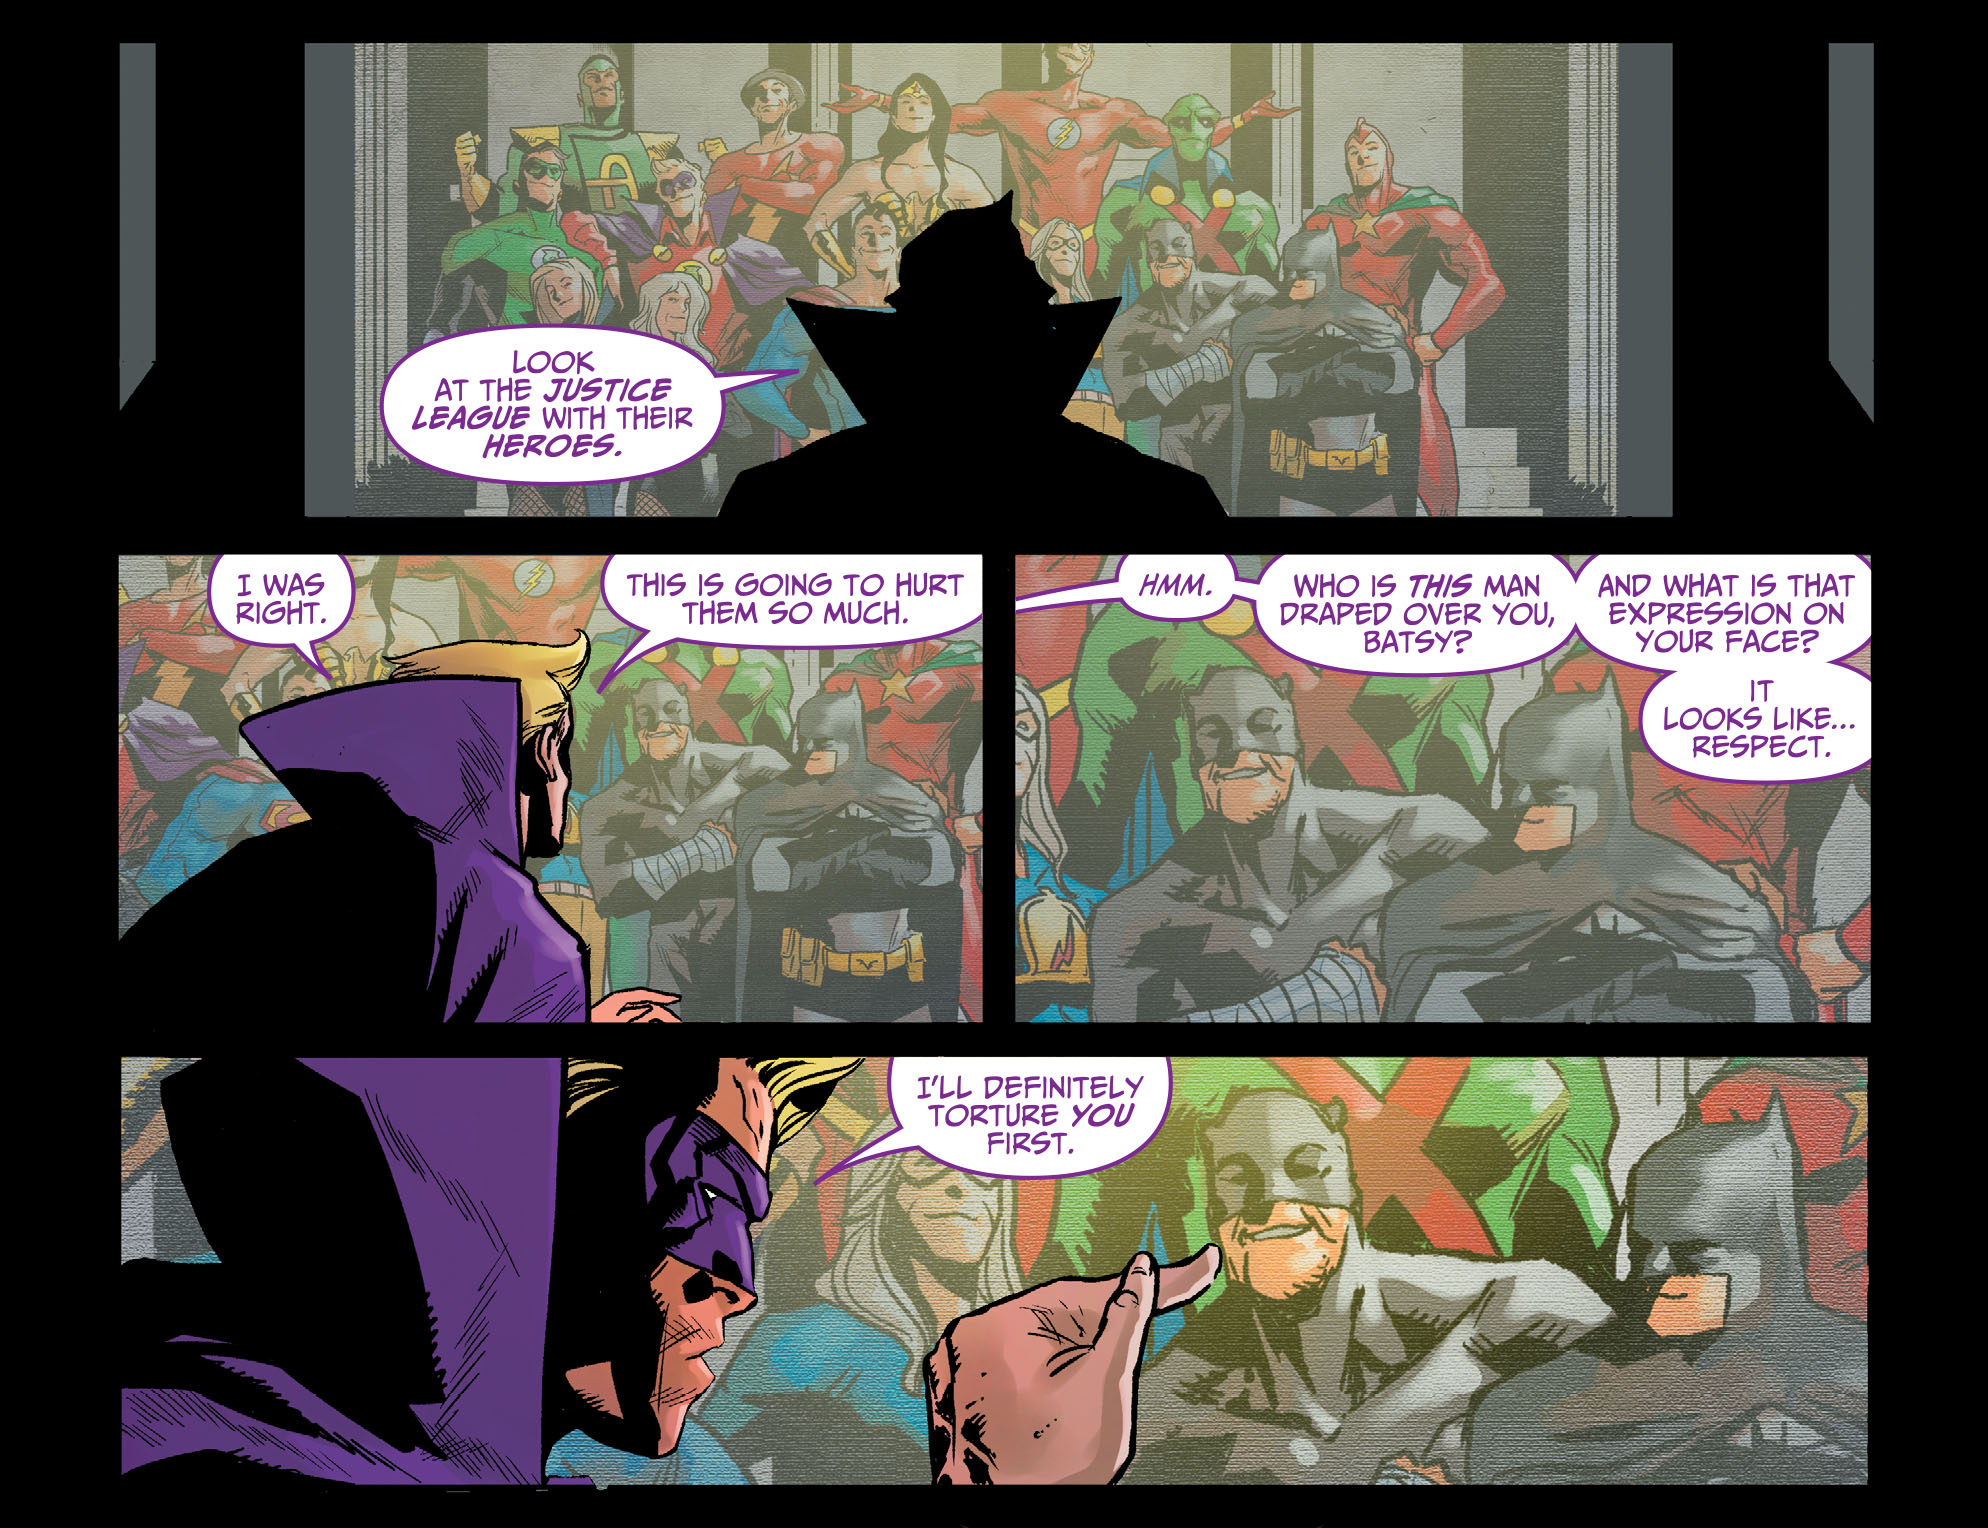 LOOK
AT THE JUSTICE
LEAGUE WITH THEIR
HEROES.
I WAS
RIGHT.
THIS IS GOING TO HURT
THEM SO MUCH.
HMM.
WHO IS THIS MAN
DRAPED OVER YOU,
BATSY?
AND WHAT IS THAT
EXPRESSION ON
YOUR FACE?
IT
LOOKS LIKE...
RESPECT.
I'LL DEFINITELY
TORTURE YOU
FIRST.
A